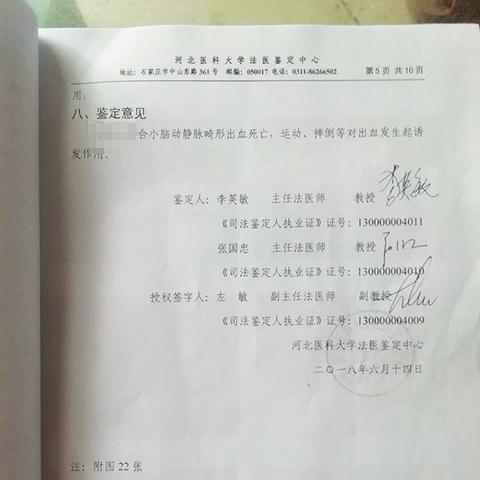 河北医科大学法医鉴定中心
地址：石家庄市中山东路361号 邮编：050017 电话：0311-86266502 第5页 共10页
用。
八、鉴定意见
合小脑动静脉畸形出血死亡，运动、摔倒等对出血发生起诱
发作用。
鉴定人：李英敏 主任法医师 教授 李英敏
《司法鉴定人执业证》证号：130000004011
张国忠 主任法医师 教授
《司法鉴定人执业证》证号：130000004010
授权签字人：左 敏 副主任法医师 副教授
《司法鉴定人执业证》证号：130000004009
河北医科大学法医鉴定中心
二〇一八年六月十四日
注：附图22张